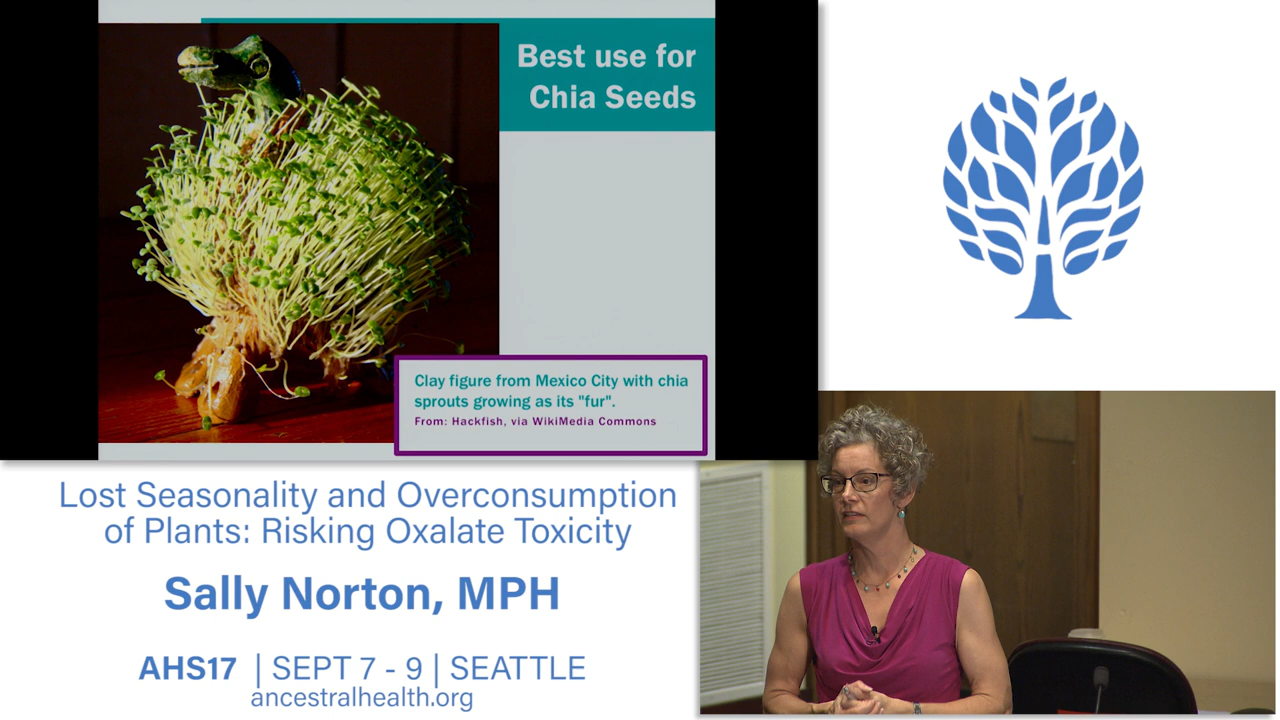 Best use for
Chia Seeds
Clay figure from Mexico City with chia
sprouts growing as its "fur".
From: Hackfish, via WikiMedia Commons
Lost Seasonality and Overconsumption
of Plants: Risking Oxalate Toxicity
Sally Norton, MPH
AHS17 | SEPT 7 - 9 | SEATTLE
ancestralhealth.org